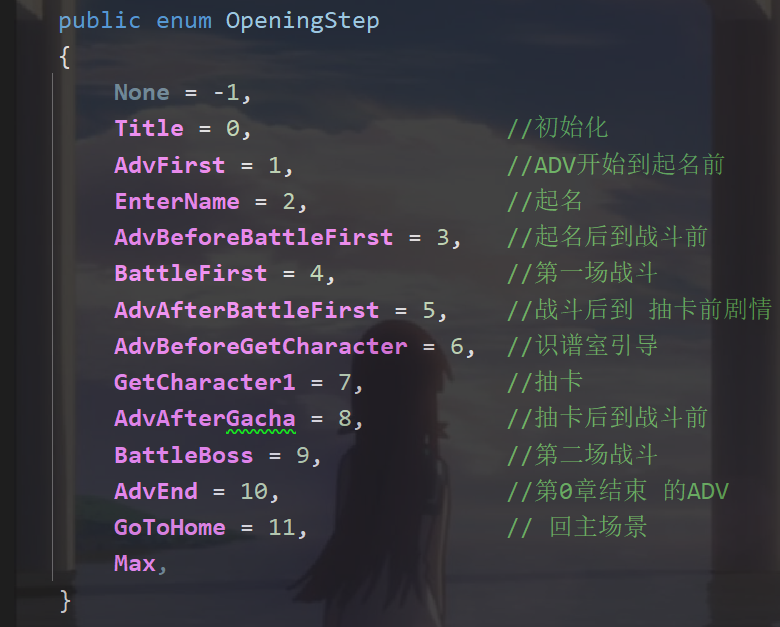 public enum OpeningStep
{
None = -1,
Title = 0, //初始化
AdvFirst = 1, //ADV开始到起名前
EnterName = 2, //起名
AdvBeforeBattleFirst = 3, //起名后到战斗前
BattleFirst = 4, //第一场战斗
AdvAfterBattleFirst = 5, //战斗后到 抽卡前剧情
AdvBeforeGetCharacter = 6, //识谱室引导
GetCharacter1 = 7, //抽卡
AdvAfterGacha = 8, //抽卡后到战斗前
BattleBoss = 9, //第二场战斗
AdvEnd = 10, //第0章结束 的ADV
GoToHome = 11, // 回主场景
Max,
}